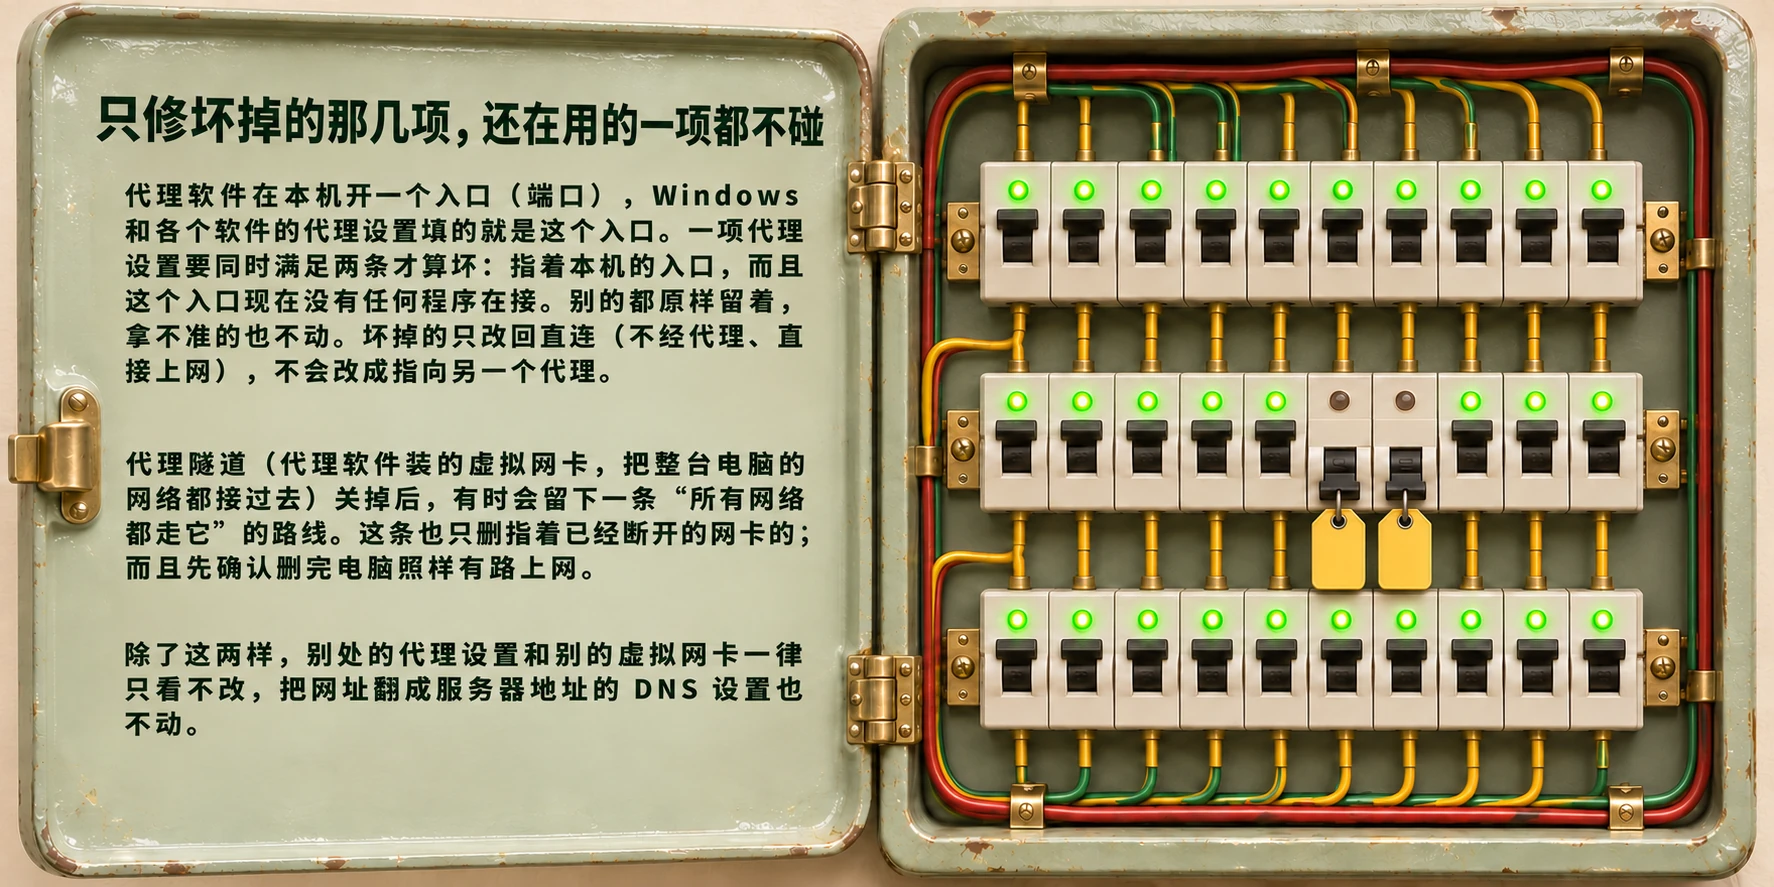 只修坏掉的那几项，还在用的一项都不碰
代理软件在本机开一个入口（端口），Windows
和各个软件的代理设置填的就是这个入口。一项代理
设置要同时满足两条才算坏：指着本机的入口，而且
这个入口现在没有任何程序在接。别的都原样留着，
拿不准的也不动。坏掉的只改回直连（不经代理、直
接上网），不会改成指向另一个代理。
代理隧道（代理软件装的虚拟网卡，把整台电脑的
网络都接过去）关掉后，有时会留下一条“所有网络
都走它”的路线。这条也只删指着已经断开的网卡的；
而且先确认删完电脑照样有路上网。
除了这两样，别处的代理设置和别的虚拟网卡一律
只看不改，把网址翻成服务器地址的 DNS 设置也
不动。